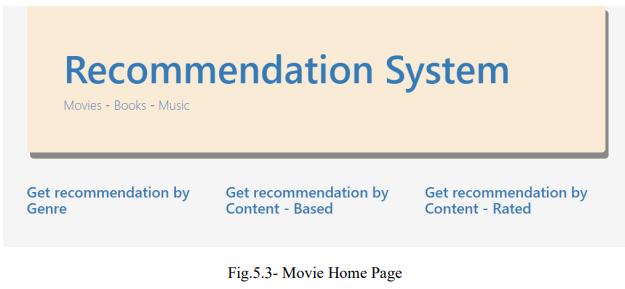 Recommendation System
Movies - Books - Music
Get recommendation by
Genre
Get recommendation by
Content - Based
Get recommendation by
Content - Rated
Fig.5.3- Movie Home Page